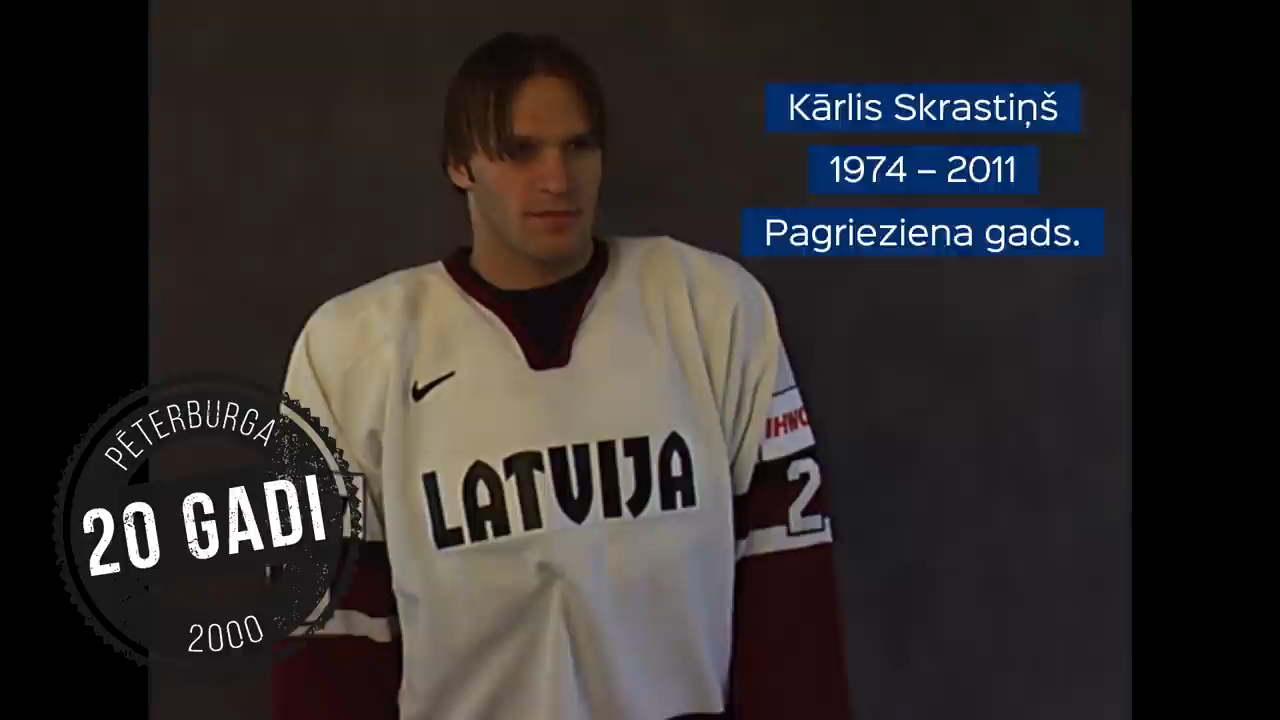 Kārlis Skrastiņš
1974 – 2011
Pagrieziena gads.
LATVIJA
2
PĒTERBURGA
20 GADI
2000